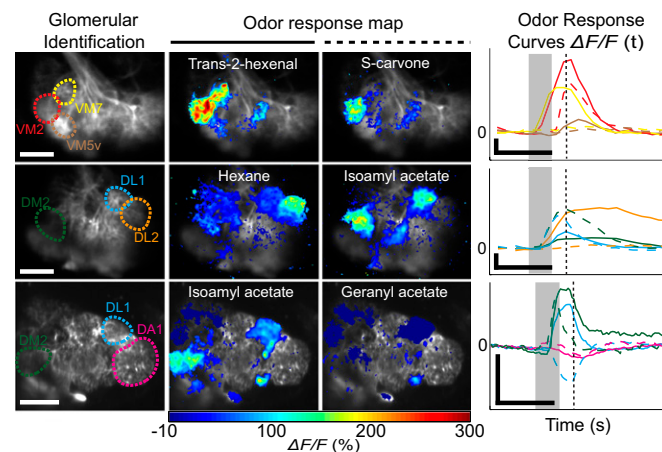 Glomerular
Identification
Odor response map
Odor Response
Curves ΔF/F (t)
Trans-2-hexenal
S-carvone
VM7
VM2
VM5v
0
Hexane
Isoamyl acetate
DM2
DL1
DL2
0
Isoamyl acetate
Geranyl acetate
DL1
DA1
DM2
0
-10
100
200
300
ΔF/F (%)
Time (s)